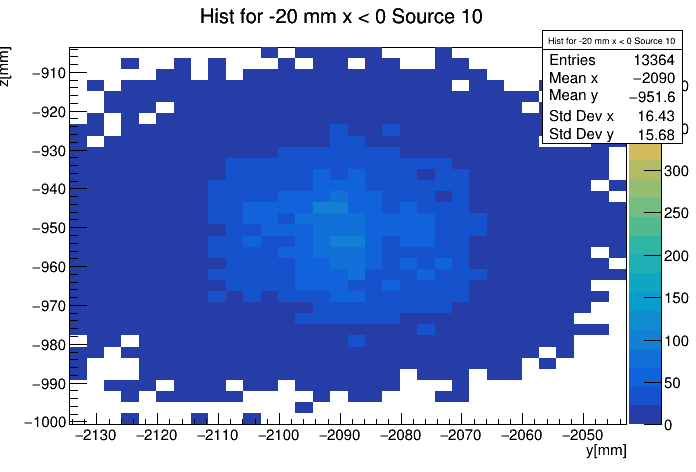 Hist for -20 mm x < 0 Source 10
z[mm]
Hist for -20 mm x < 0 Source 10
Entries 13364
Mean x −2090
Mean y −951.6
Std Dev x 16.43
Std Dev y 15.68
−910
−920
−930
−940
−950
−960
−970
−980
−990
−1000
300
250
200
150
100
50
0
−2130 −2120 −2110 −2100 −2090 −2080 −2070 −2060 −2050
y[mm]